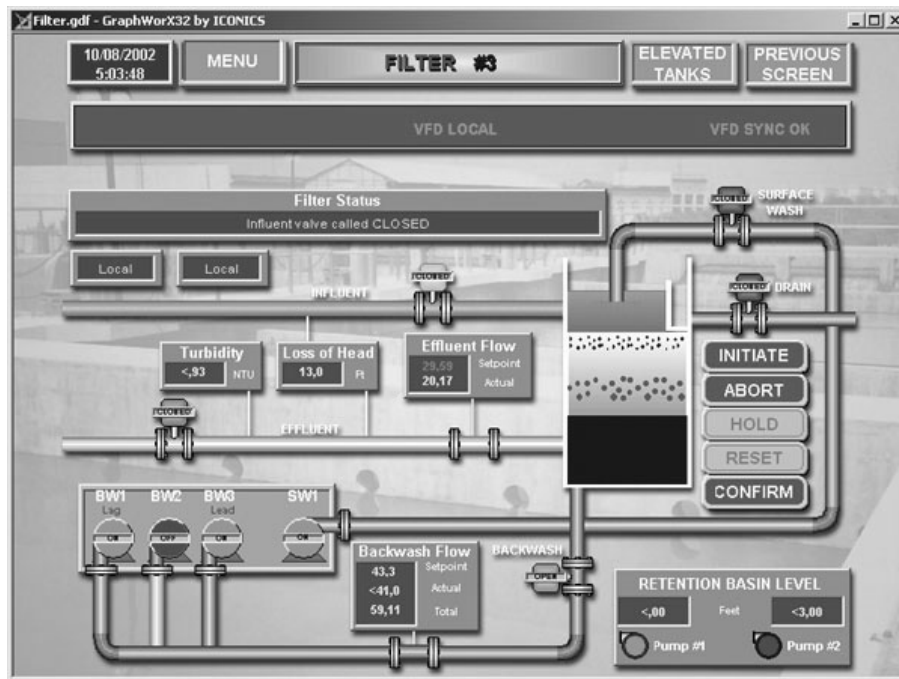 Filter.gdf - GraphWorX32 by ICONICS
10/08/2002
5:03:48
MENU
FILTER #3
ELEVATED
TANKS
PREVIOUS
SCREEN
VFD LOCAL
VFD SYNC OK
Filter Status
Influent valve called CLOSED
Local
Local
CLOSED
SURFACE
WASH
CLOSED
INFLUENT
CLOSED
DRAIN
Turbidity
<,93 NTU
Loss of Head
13,0 Ft
Effluent Flow
29,59 Setpoint
20,17 Actual
INITIATE
ABORT
HOLD
RESET
CONFIRM
CLOSED
EFFLUENT
BW1 BW2 BW3 SW1
Lag Lead
ON OFF ON ON
Backwash Flow
43,3 Setpoint
<41,0 Actual
59,11 Total
BACKWASH
OPEN
RETENTION BASIN LEVEL
<,00 Feet <3,00
Pump #1 Pump #2